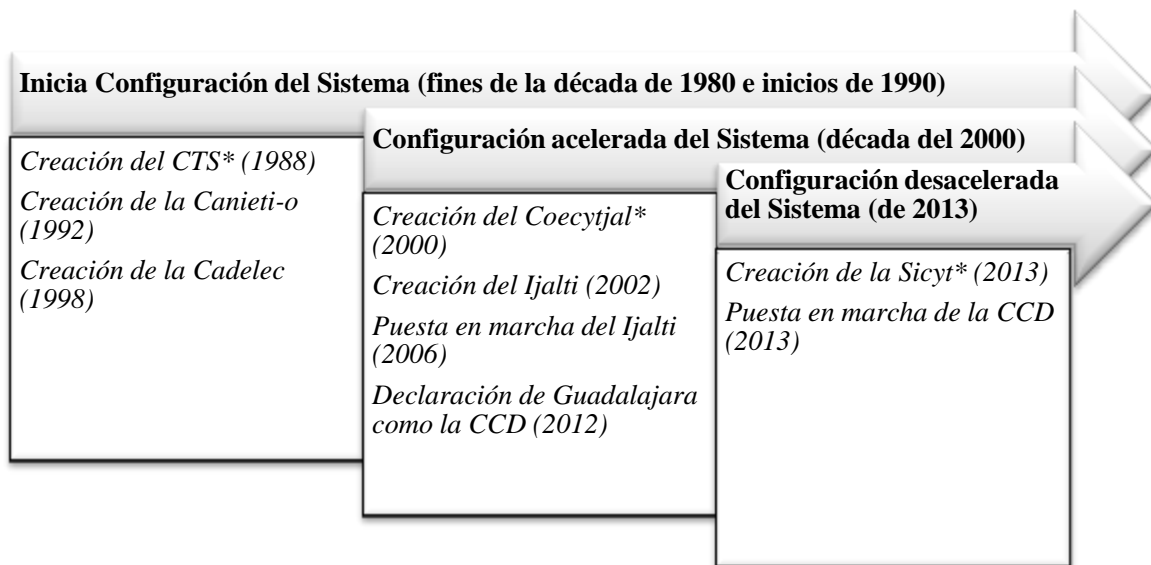 Inicia Configuración del Sistema (fines de la década de 1980 e inicios de 1990)
Creación del CTS* (1988)
Creación de la Canieti-o
(1992)
Creación de la Cadelec
(1998)
Configuración acelerada del Sistema (década del 2000)
Creación del Coecytjal*
(2000)
Creación del Ijalti (2002)
Puesta en marcha del Ijalti
(2006)
Declaración de Guadalajara
como la CCD (2012)
Configuración desacelerada
del Sistema (de 2013)
Creación de la Sicyt* (2013)
Puesta en marcha de la CCD
(2013)